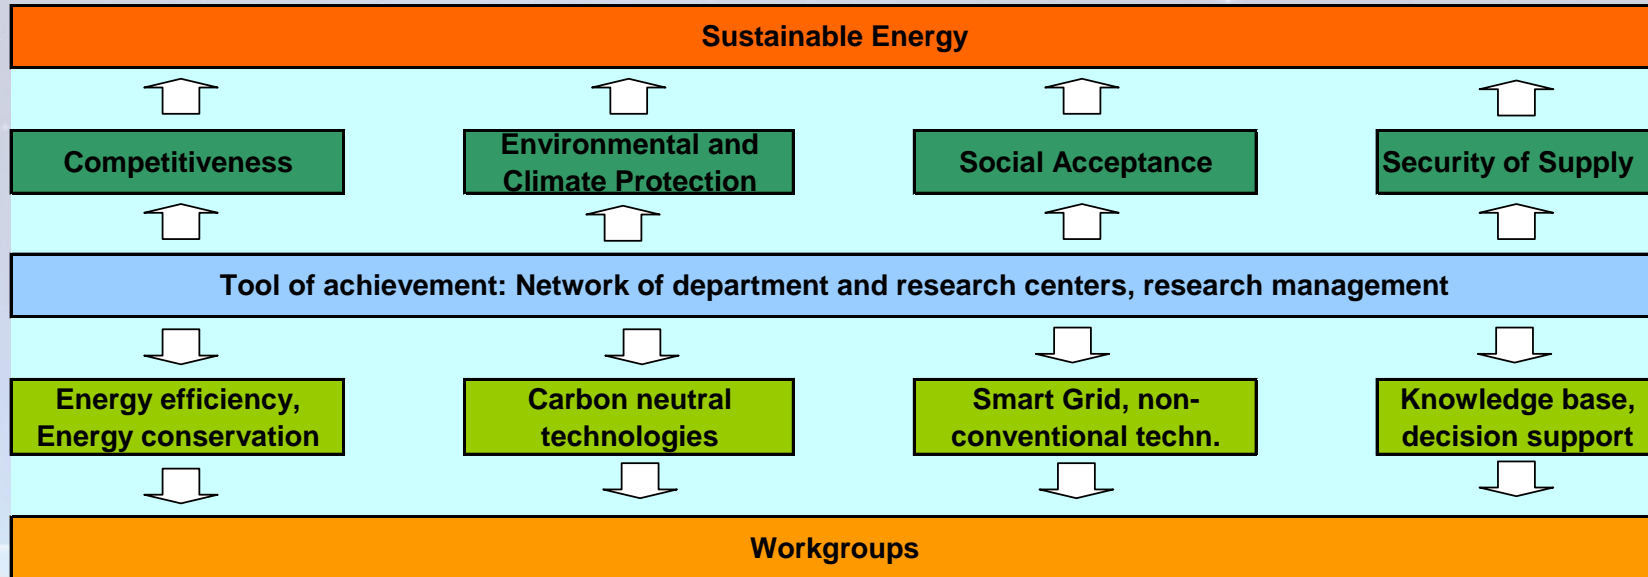 Sustainable Energy
Competitiveness
Environmental and
Climate Protection
Social Acceptance
Security of Supply
Tool of achievement: Network of department and research centers, research management
Energy efficiency,
Energy conservation
Carbon neutral
technologies
Smart Grid, non-
conventional techn.
Knowledge base,
decision support
Workgroups